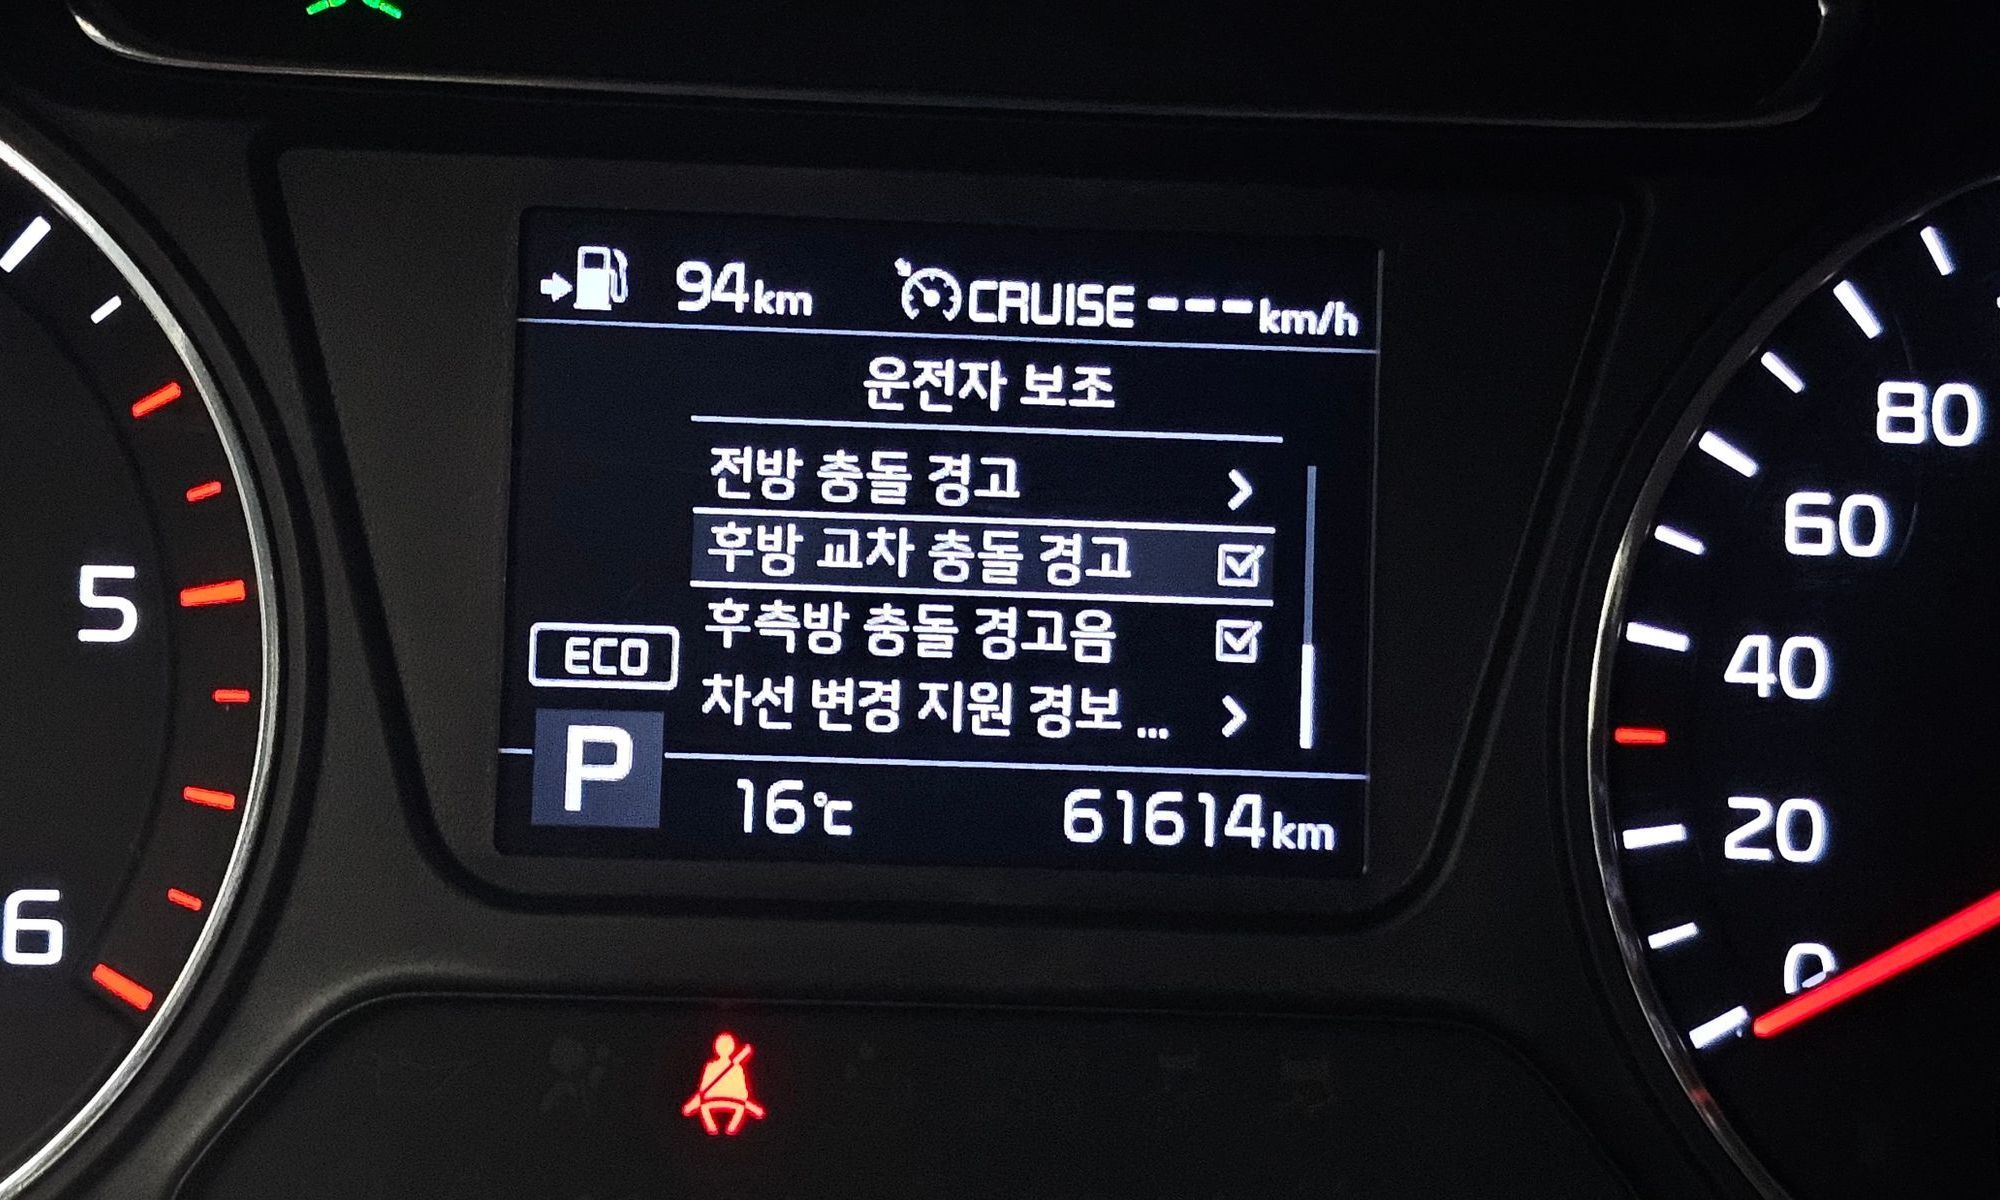 94km CRUISE ---km/h
운전자 보조
전방 충돌 경고
후방 교차 충돌 경고
후측방 충돌 경고음
차선 변경 지원 경보 ...
ECO
P
16℃ 61614km
5
6
80
60
40
20
0